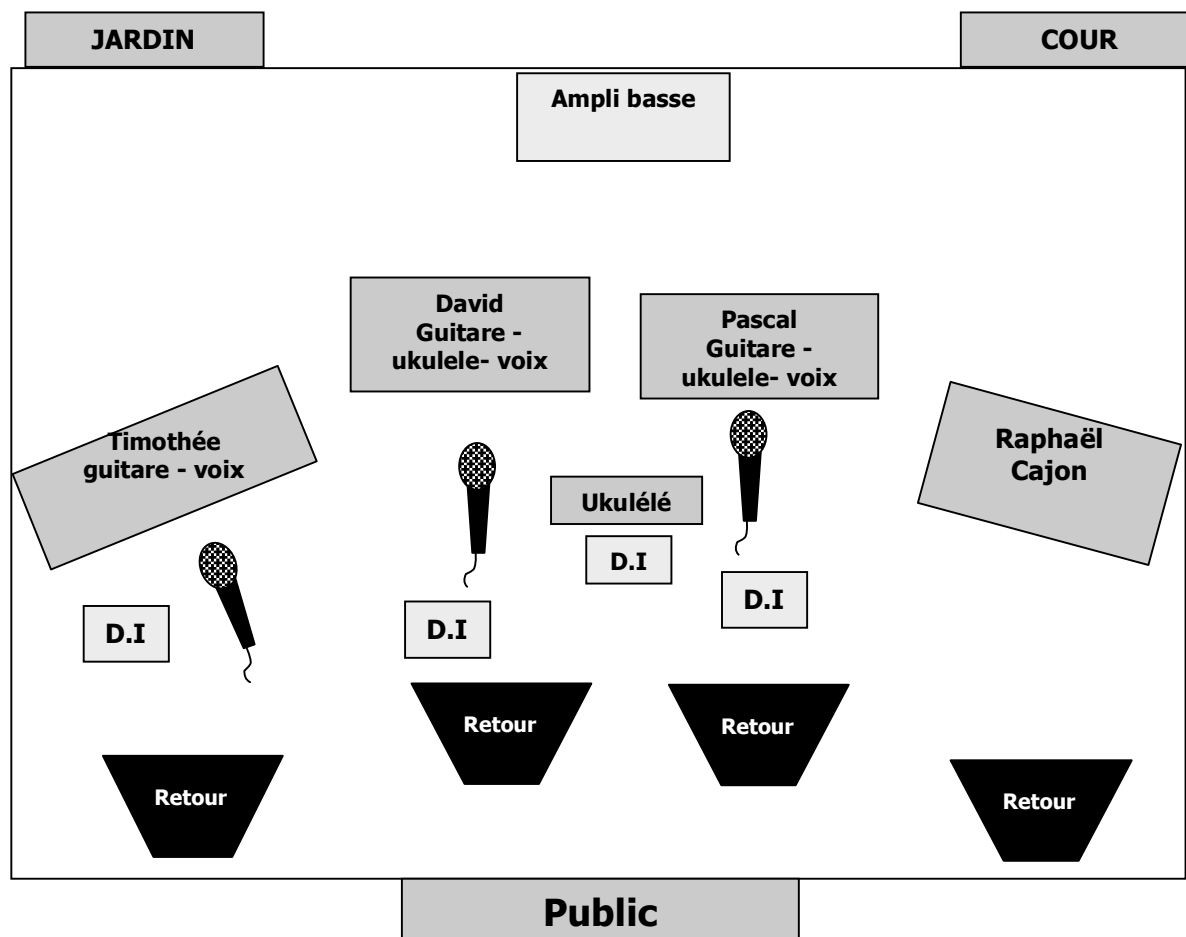 JARDIN
COUR
Ampli basse
David
Guitare -
ukulele- voix
Pascal
Guitare -
ukulele- voix
Timothée
guitare - voix
Raphaël
Cajon
Ukulélé
D.I
D.I
D.I
D.I
Retour
Retour
Retour
Retour
Public